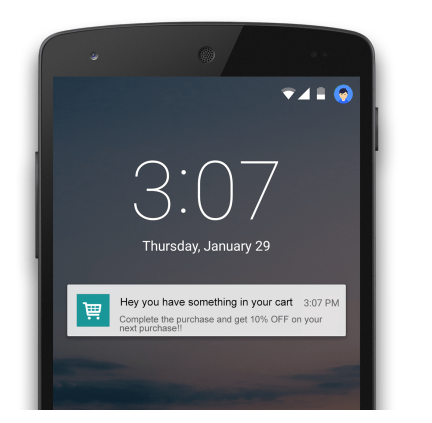 3:07
Thursday, January 29
Hey you have something in your cart 3:07 PM
Complete the purchase and get 10% OFF on your
next purchase!!